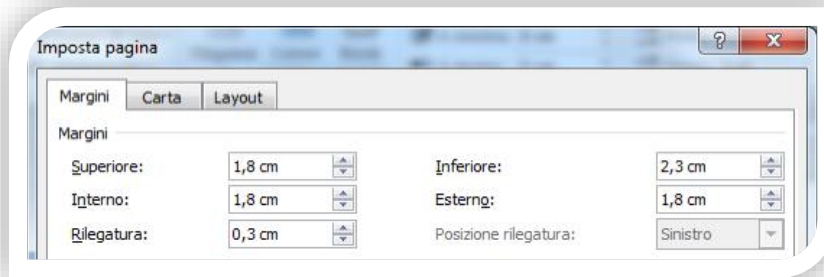 Imposta pagina
Margini Carta Layout
Margini
Superiore: 1,8 cm Inferiore: 2,3 cm
Interno: 1,8 cm Esterno: 1,8 cm
Rilegatura: 0,3 cm Posizione rilegatura: Sinistro